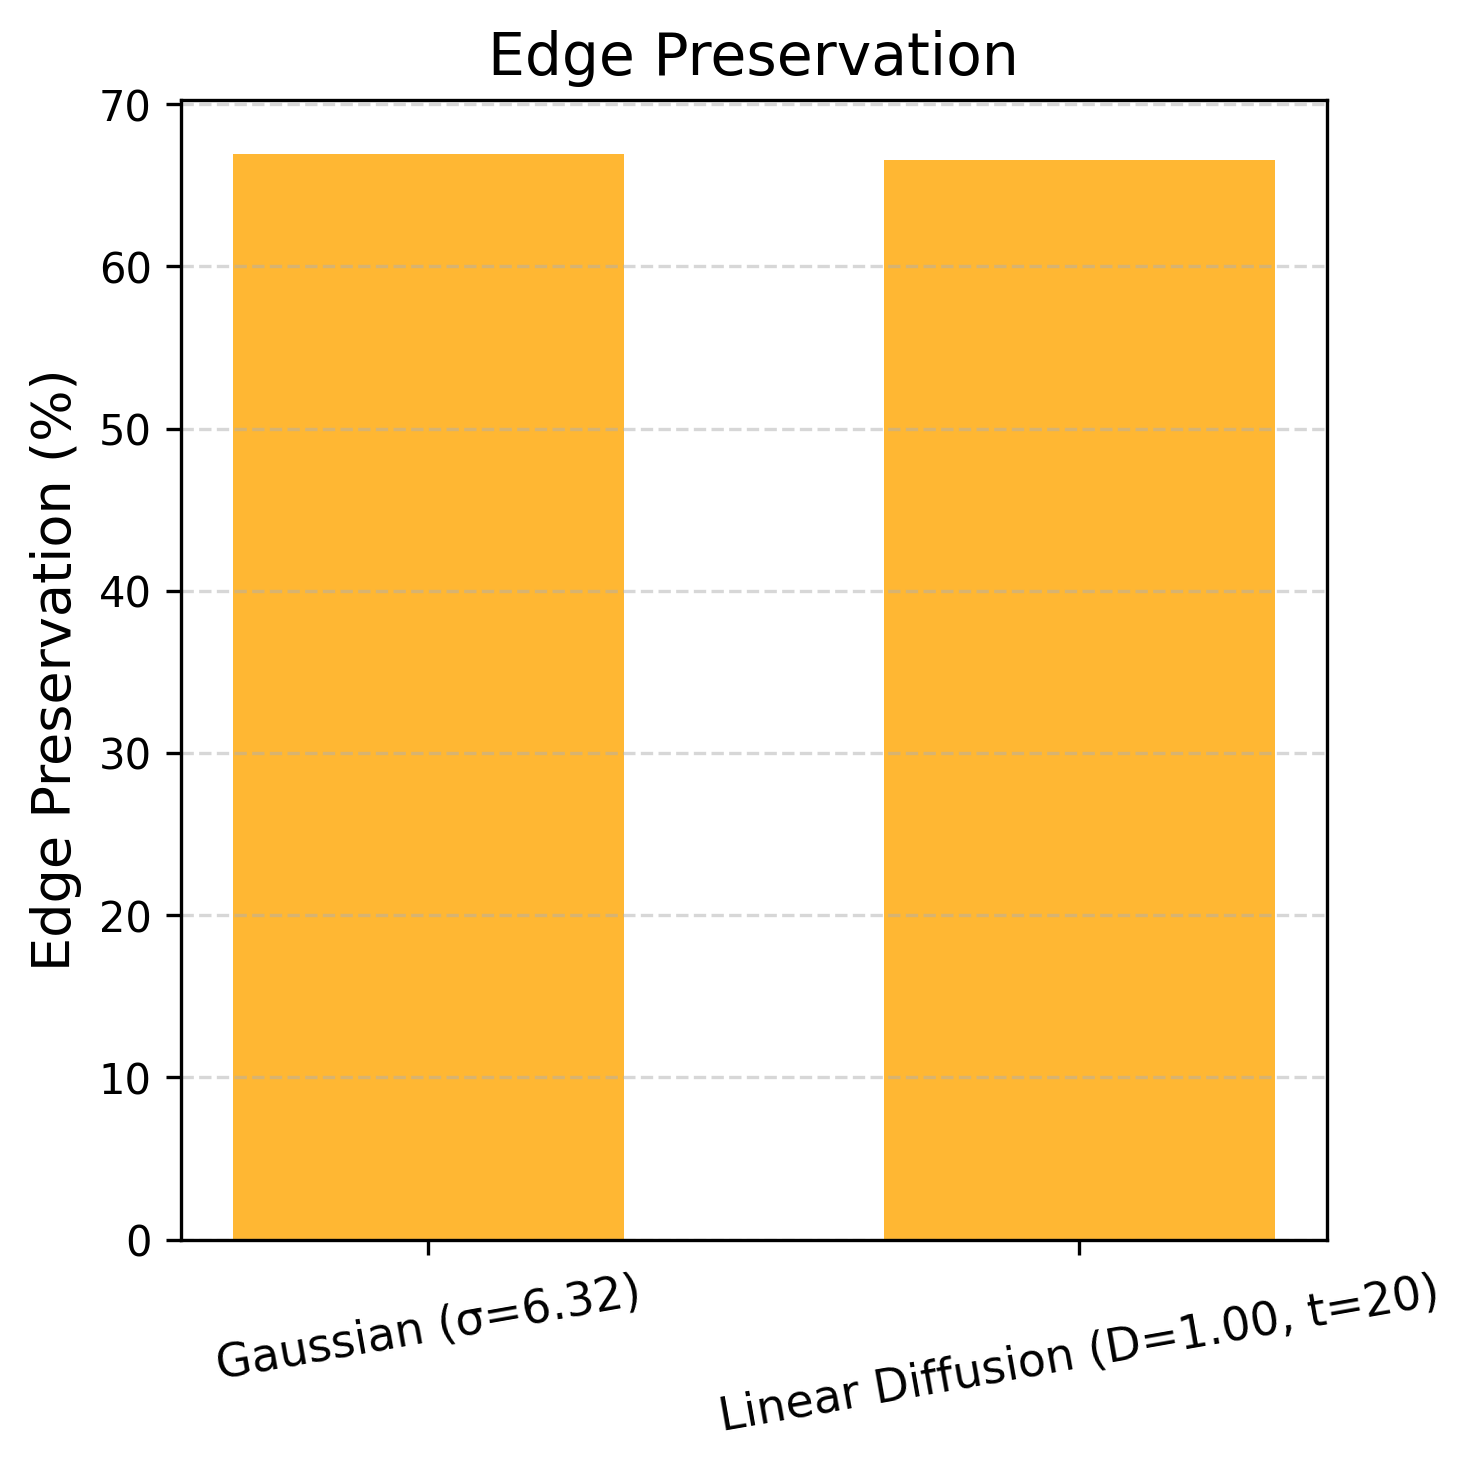 Edge Preservation
Edge Preservation (%)
70
60
50
40
30
20
10
0
Gaussian (σ=6.32)
Linear Diffusion (D=1.00, t=20)